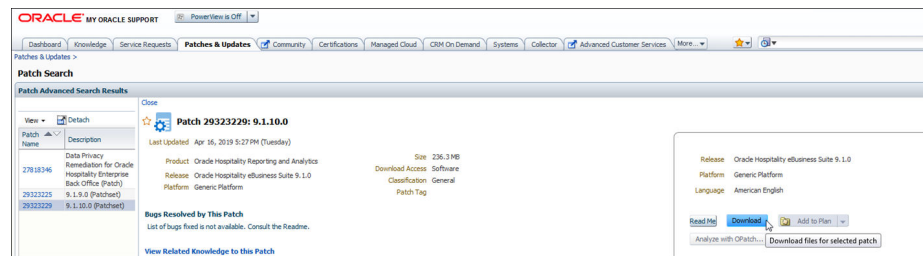 ORACLE MY ORACLE SUPPORT PowerView is Off
Dashboard Knowledge Service Requests Patches & Updates Community Certifications Managed Cloud CRM On Demand Systems Collector Advanced Customer Services More...
Patches & Updates >
Patch Search
Patch Advanced Search Results
View Detach
Patch Name Description
27818346 Data Privacy Remediation for Oracle Hospitality Enterprise Back Office (Patch)
29323225 9.1.9.0 (Patchset)
29323229 9.1.10.0 (Patchset)
Close
Patch 29323229: 9.1.10.0
Last Updated Apr 16, 2019 5:27 PM (Tuesday)
Product Oracle Hospitality Reporting and Analytics
Release Oracle Hospitality eBusiness Suite 9.1.0
Platform Generic Platform
Size 236.3 MB
Download Access Software
Classification General
Patch Tag
Bugs Resolved by This Patch
List of bugs fixed is not available. Consult the Readme.
View Related Knowledge to this Patch
Release Oracle Hospitality eBusiness Suite 9.1.0
Platform Generic Platform
Language American English
Read Me Download Add to Plan
Analyze with OPatch... Download files for selected patch